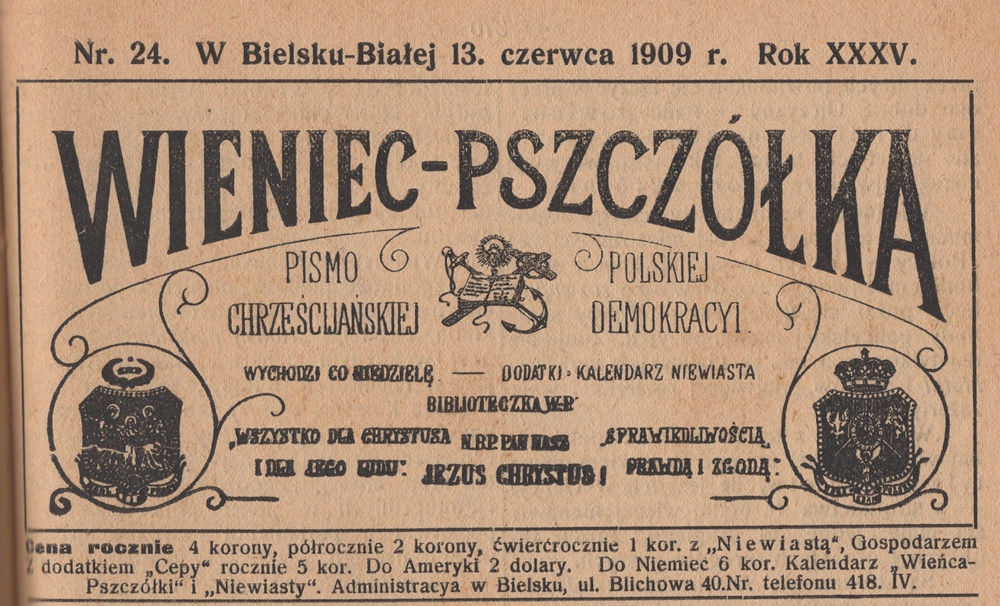 Nr. 24. W Bielsku-Białej 13. czerwca 1909 r. Rok XXXV.
WIENIEC-PSZCZÓŁKA
PISMO POLSKIEJ
CHRZEŚCIJAŃSKIEJ DEMOKRACYI.
WYCHODZI CO NIEDZIELĘ. — DODATKI: KALENDARZ NIEWIASTA
BIBLIOTECZKA W-P
„WSZYSTKO DLA CHRYSTUSA N.B.P. PAN NASZ „SPRAWIEDLIWOŚCIĄ,
I DLA JEGO LUDU". JEZUS CHRYSTUS! PRAWDĄ I ZGODĄ."
Cena rocznie 4 korony, półrocznie 2 korony, ćwierćrocznie 1 kor. z „Niewiastą", Gospodarzem
z dodatkiem „Cepy" rocznie 5 kor. Do Ameryki 2 dolary. Do Niemiec 6 kor. Kalendarz „Wieńca-
Pszczółki" i „Niewiasty". Administracya w Bielsku, ul. Blichowa 40.Nr. telefonu 418. IV.